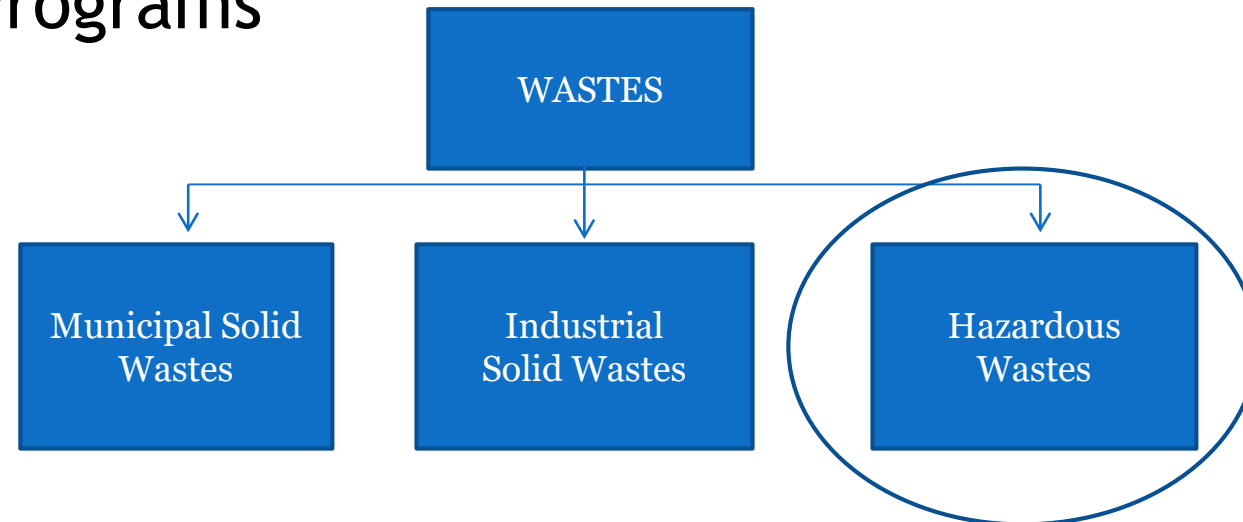 rograms
WASTES
Municipal Solid
Wastes
Industrial
Solid Wastes
Hazardous
Wastes